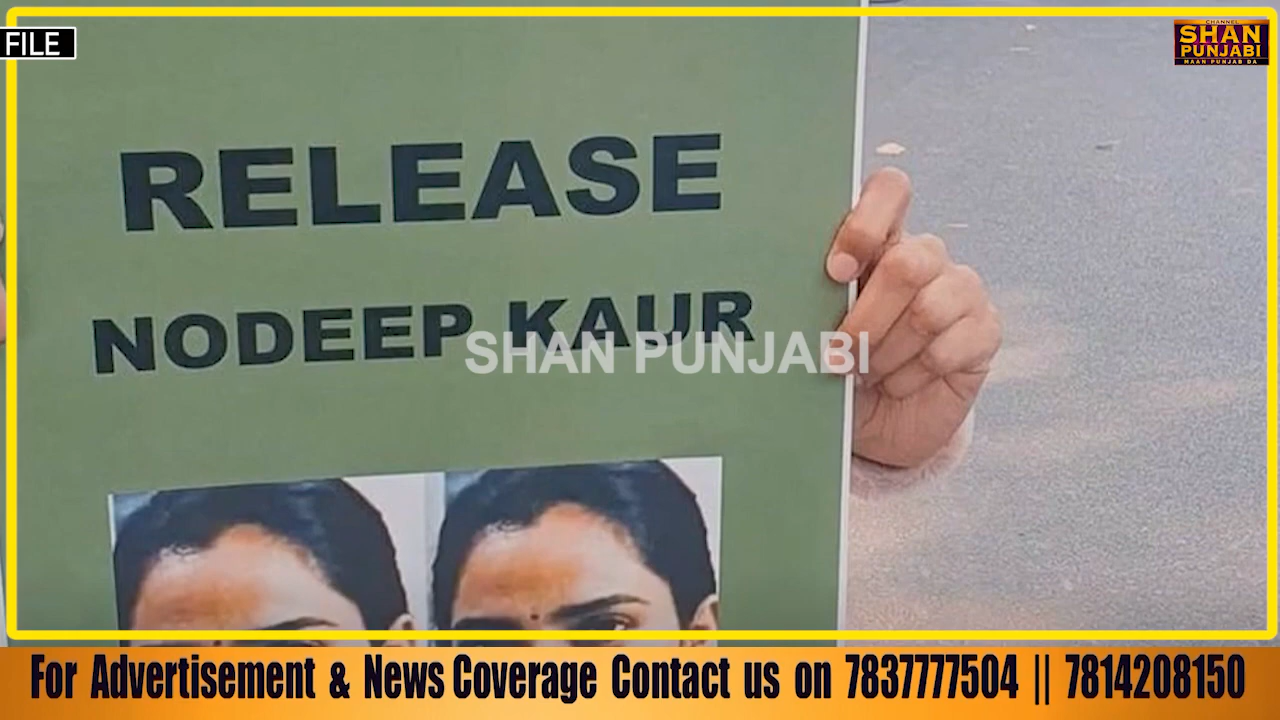 FILE
CHANNEL
SHAN
PUNJABI
MAAN PUNJAB DA
RELEASE
NODEEP KAUR
SHAN PUNJABI
For Advertisement & News Coverage Contact us on 7837777504 || 7814208150